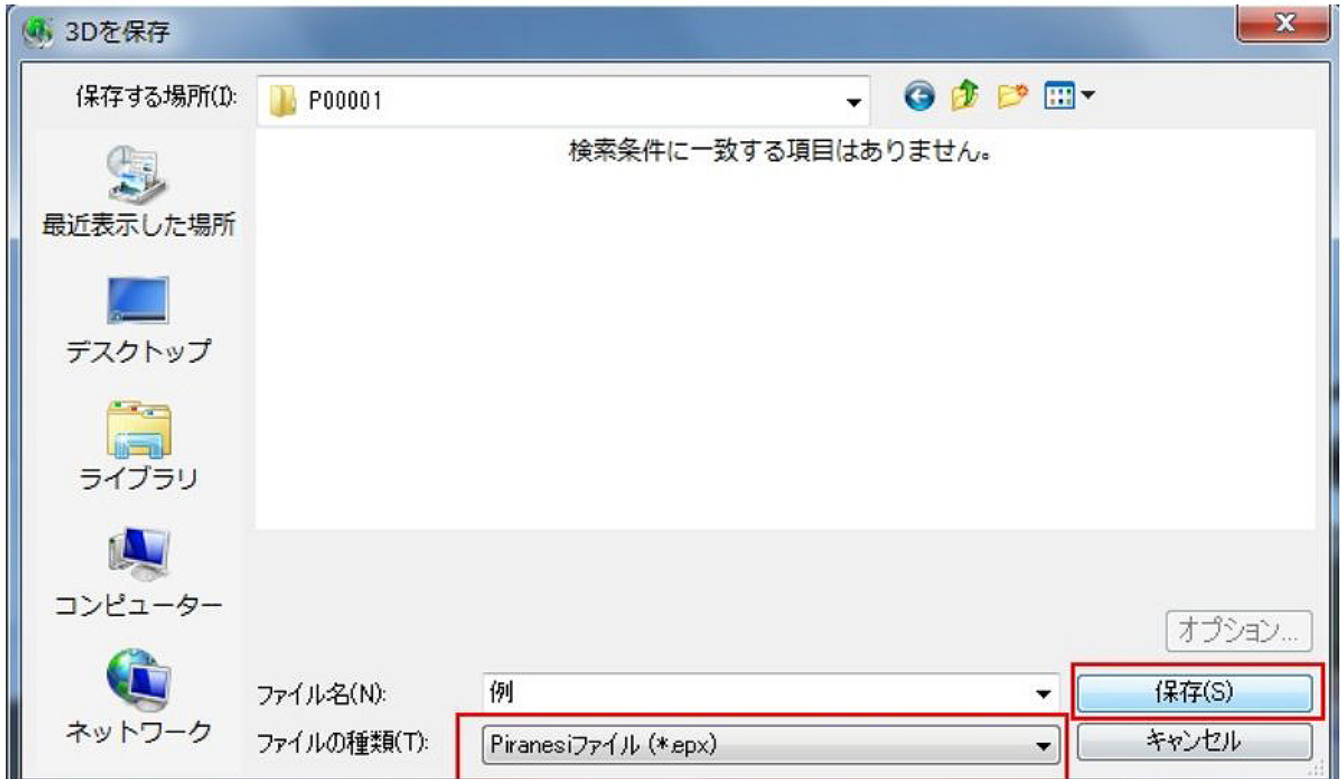 3Dを保存
保存する場所(I):
P00001
検索条件に一致する項目はありません。
最近表示した場所
デスクトップ
ライブラリ
コンピューター
ネットワーク
オプション...
ファイル名(N):
例
保存(S)
ファイルの種類(T):
Piranesiファイル (*.epx)
キャンセル